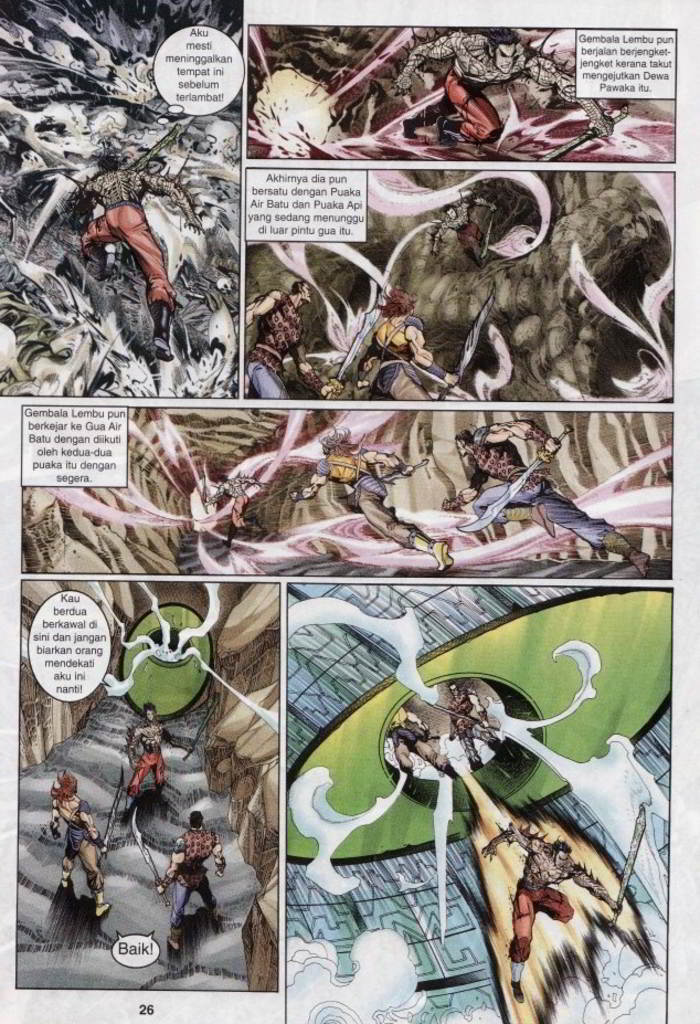 Aku
mesti
meninggalkan
tempat ini
sebelum
terlambat!
Gembala Lembu pun
berjalan berjengket-
jengket kerana takut
mengejutkan Dewa
Pawaka itu.
Akhirnya dia pun
bersatu dengan Puaka
Air Batu dan Puaka Api
yang sedang menunggu
di luar pintu gua itu.
Gembala Lembu pun
berkejar ke Gua Air
Batu dengan diikuti
oleh kedua-dua
puaka itu dengan
segera.
Kau
berdua
berkawal di
sini dan jangan
biarkan orang
mendekati
aku ini
nanti!
Baik!
26